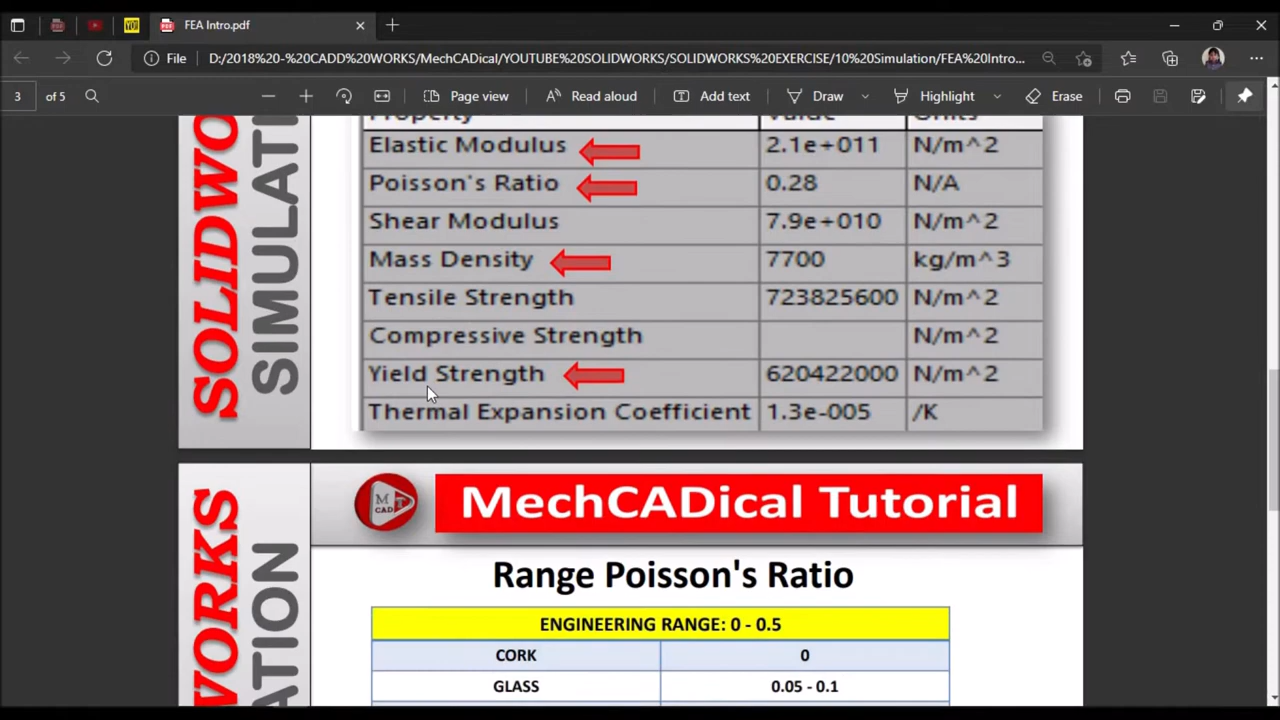 FEA Intro.pdf
File D:/2018%20-%20CADD%20WORKS/MechCADical/YOUTUBE%20SOLIDWORKS/SOLIDWORKS%20EXERCISE/10%20Simulation/FEA%20Intro...
3 of 5 Page view Read aloud Add text Draw Highlight Erase
Property Value Units
Elastic Modulus 2.1e+011 N/m^2
Poisson's Ratio 0.28 N/A
Shear Modulus 7.9e+010 N/m^2
Mass Density 7700 kg/m^3
Tensile Strength 723825600 N/m^2
Compressive Strength N/m^2
Yield Strength 620422000 N/m^2
Thermal Expansion Coefficient 1.3e-005 /K
SOLIDWO
SIMULATI
MechCADical Tutorial
Range Poisson's Ratio
ENGINEERING RANGE: 0 - 0.5
CORK 0
GLASS 0.05 - 0.1
WORKS
ATION